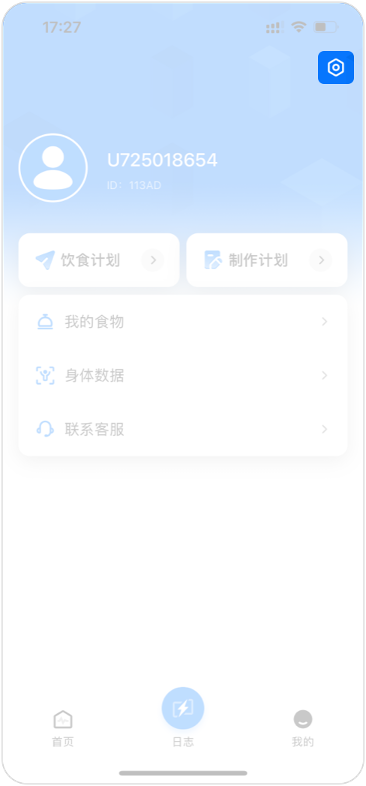 17:27
U725018654
ID: 113AD
饮食计划
制作计划
我的食物
身体数据
联系客服
首页
日志
我的